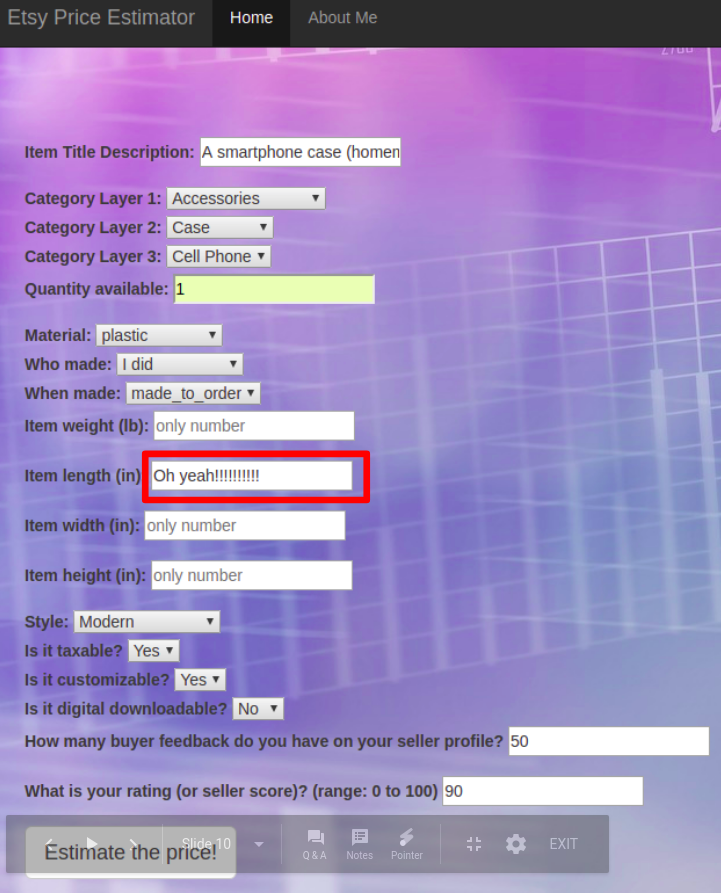 Etsy Price Estimator Home About Me
Item Title Description: A smartphone case (homen
Category Layer 1: Accessories
Category Layer 2: Case
Category Layer 3: Cell Phone
Quantity available: 1
Material: plastic
Who made: I did
When made: made_to_order
Item weight (lb): only number
Item length (in) Oh yeah!!!!!!!!!!
Item width (in): only number
Item height (in): only number
Style: Modern
Is it taxable? Yes
Is it customizable? Yes
Is it digital downloadable? No
How many buyer feedback do you have on your seller profile? 50
What is your rating (or seller score)? (range: 0 to 100) 90
Estimate the price!
Slide 10 Q & A Notes Pointer EXIT